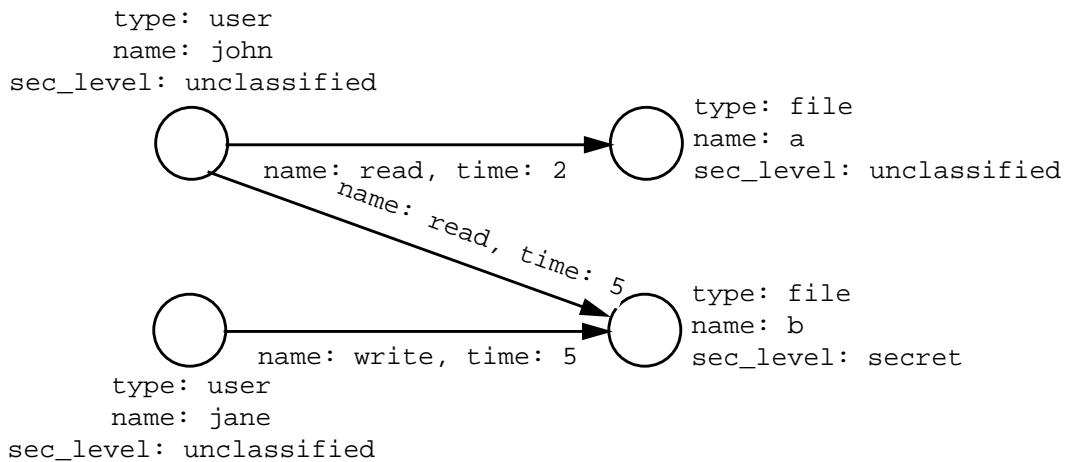 type: user
name: john
sec_level: unclassified
type: file
name: a
sec_level: unclassified
name: read, time: 2
name: read, time: 5
type: file
name: b
sec_level: secret
name: write, time: 5
type: user
name: jane
sec_level: unclassified